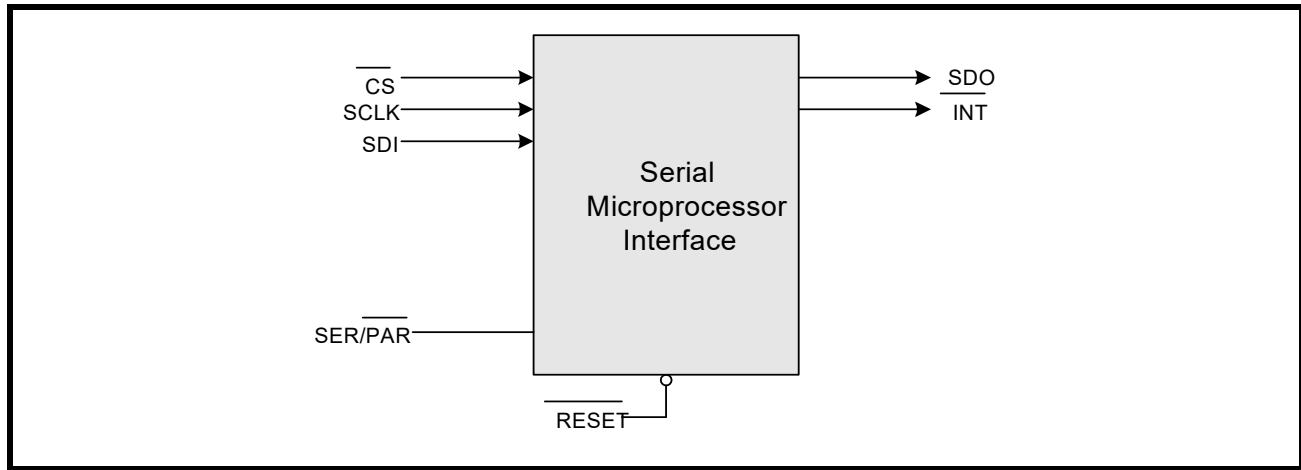 CS
SCLK
SDI
SDO
INT
Serial
Microprocessor
Interface
SER/PAR
RESET